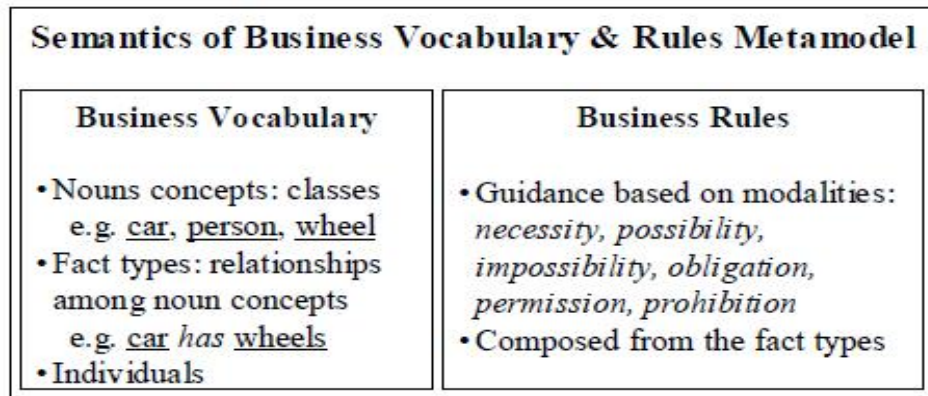 Semantics of Business Vocabulary & Rules Metamodel
Business Vocabulary
• Nouns concepts: classes
e.g. car, person, wheel
• Fact types: relationships
among noun concepts
e.g. car has wheels
• Individuals
Business Rules
• Guidance based on modalities:
necessity, possibility,
impossibility, obligation,
permission, prohibition
• Composed from the fact types